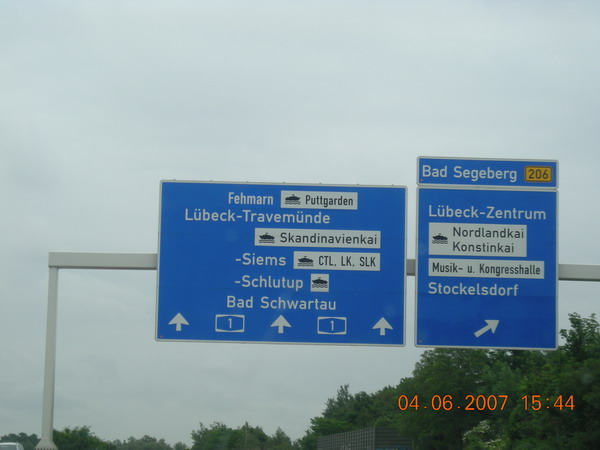 Fehmarn Puttgarden
Lübeck-Travemünde
Skandinavienkai
-Siems CTL, LK, SLK
-Schlutup
Bad Schwartau
1 1
Bad Segeberg 206
Lübeck-Zentrum
Nordlandkai
Konstinkai
Musik- u. Kongresshalle
Stockelsdorf
04.06.2007 15:44